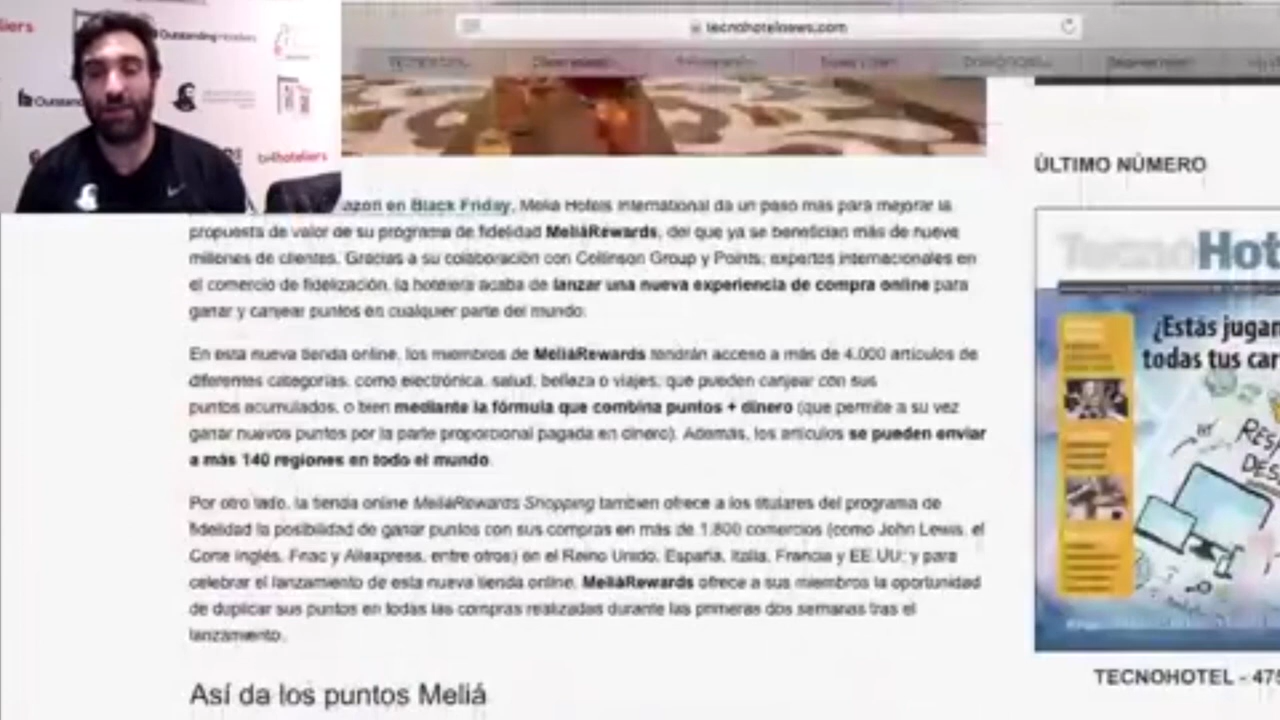 Outstanding Hoteliers
hoteliers
tecnohotelnews.com
azon en Black Friday, Meliá Hotels International da un paso más para mejorar la
propuesta de valor de su programa de fidelidad MeliáRewards, del que ya se benefician más de nueve
millones de clientes. Gracias a su colaboración con Collinson Group y Points, expertos internacionales en
el comercio de fidelización, la hotelera acaba de lanzar una nueva experiencia de compra online para
ganar y canjear puntos en cualquier parte del mundo.
En esta nueva tienda online, los miembros de MeliáRewards tendrán acceso a más de 4.000 artículos de
diferentes categorías, como electrónica, salud, belleza o viajes, que pueden canjear con sus
puntos acumulados, o bien mediante la fórmula que combina puntos + dinero (que permite a su vez
ganar nuevos puntos por la parte proporcional pagada en dinero). Además, los artículos se pueden enviar
a más 140 regiones en todo el mundo.
Por otro lado, la tienda online MeliáRewards Shopping también ofrece a los titulares del programa de
fidelidad la posibilidad de ganar puntos con sus compras en más de 1.800 comercios (como John Lewis, el
Corte Inglés, Fnac y Aliexpress, entre otros) en el Reino Unido, España, Italia, Francia y EE.UU; y para
celebrar el lanzamiento de esta nueva tienda online, MeliáRewards ofrece a sus miembros la oportunidad
de duplicar sus puntos en todas las compras realizadas durante las primeras dos semanas tras el
lanzamiento.
Así da los puntos Meliá
ÚLTIMO NÚMERO
TecnoHot
¿Estás jugan
todas tus car
RESP
DES
TECNOHOTEL - 475